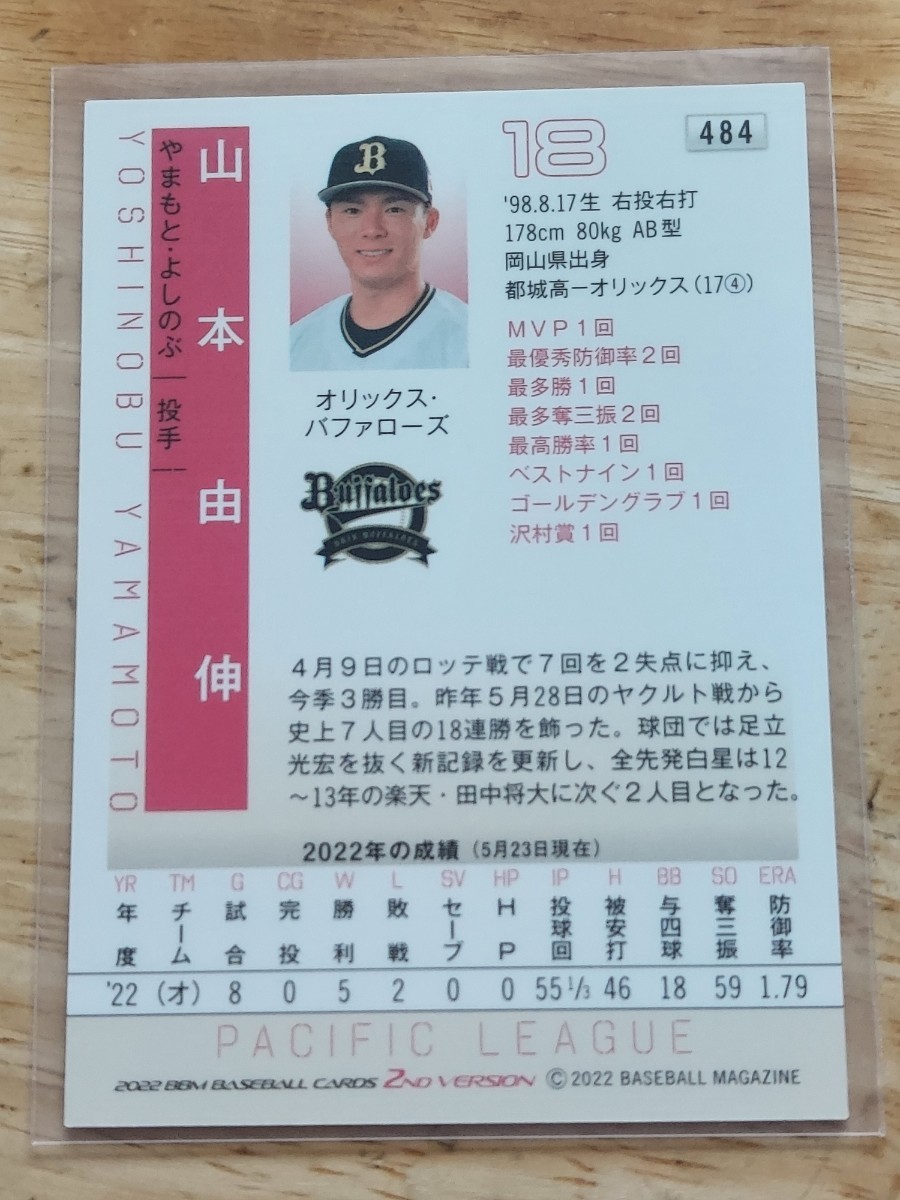 YOSHINOBU YAMAMOTO
やまもと・よしのぶ ― 投手 ―
山本由伸
B
オリックス・
バファローズ
Buffaloes
ORIX BUFFALOES
18
484
'98.8.17生 右投右打
178cm 80kg AB型
岡山県出身
都城高－オリックス(17④)
MVP1回
最優秀防御率2回
最多勝1回
最多奪三振2回
最高勝率1回
ベストナイン1回
ゴールデングラブ1回
沢村賞1回
4月9日のロッテ戦で7回を2失点に抑え、
今季3勝目。昨年5月28日のヤクルト戦から
史上7人目の18連勝を飾った。球団では足立
光宏を抜く新記録を更新し、全先発白星は12
～13年の楽天・田中将大に次ぐ2人目となった。
2022年の成績(5月23日現在)
YR TM G CG W L SV HP IP H BB SO ERA
年度 チーム 試合 完投 勝利 敗戦 セーブ HP 投球回 被安打 与四球 奪三振 防御率
'22 (オ) 8 0 5 2 0 0 55 1/3 46 18 59 1.79
PACIFIC LEAGUE
2022 BBM BASEBALL CARDS 2ND VERSION © 2022 BASEBALL MAGAZINE